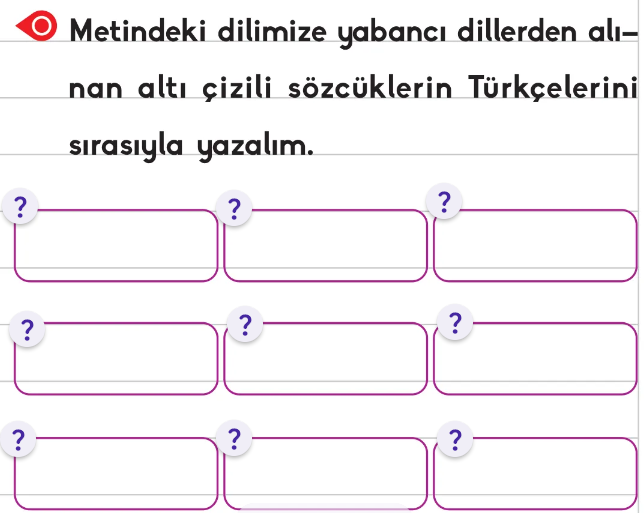 Metindeki dilimize yabancı dillerden alı-
nan altı çizili sözcüklerin Türkçelerini
sırasıyla yazalım.
? ? ?
? ? ?
? ? ?